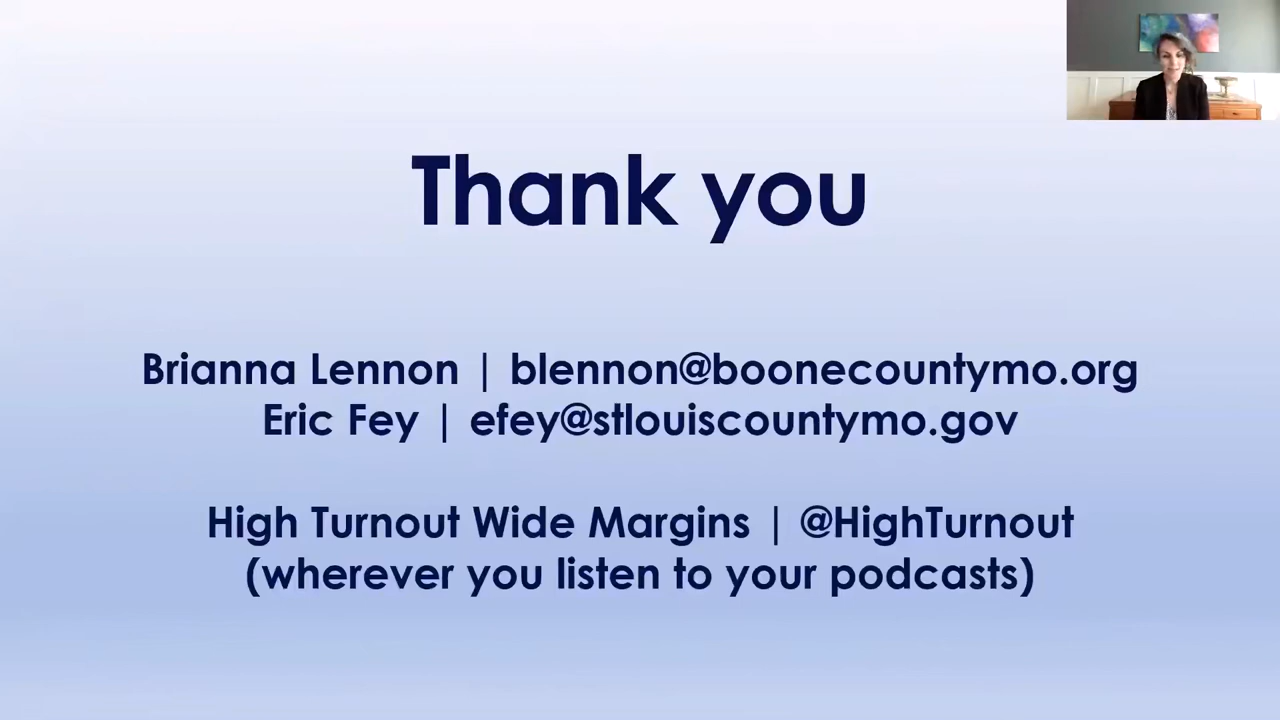 Thank you
Brianna Lennon | blennon@boonecountymo.org
Eric Fey | efey@stlouiscountymo.gov
High Turnout Wide Margins | @HighTurnout
(wherever you listen to your podcasts)